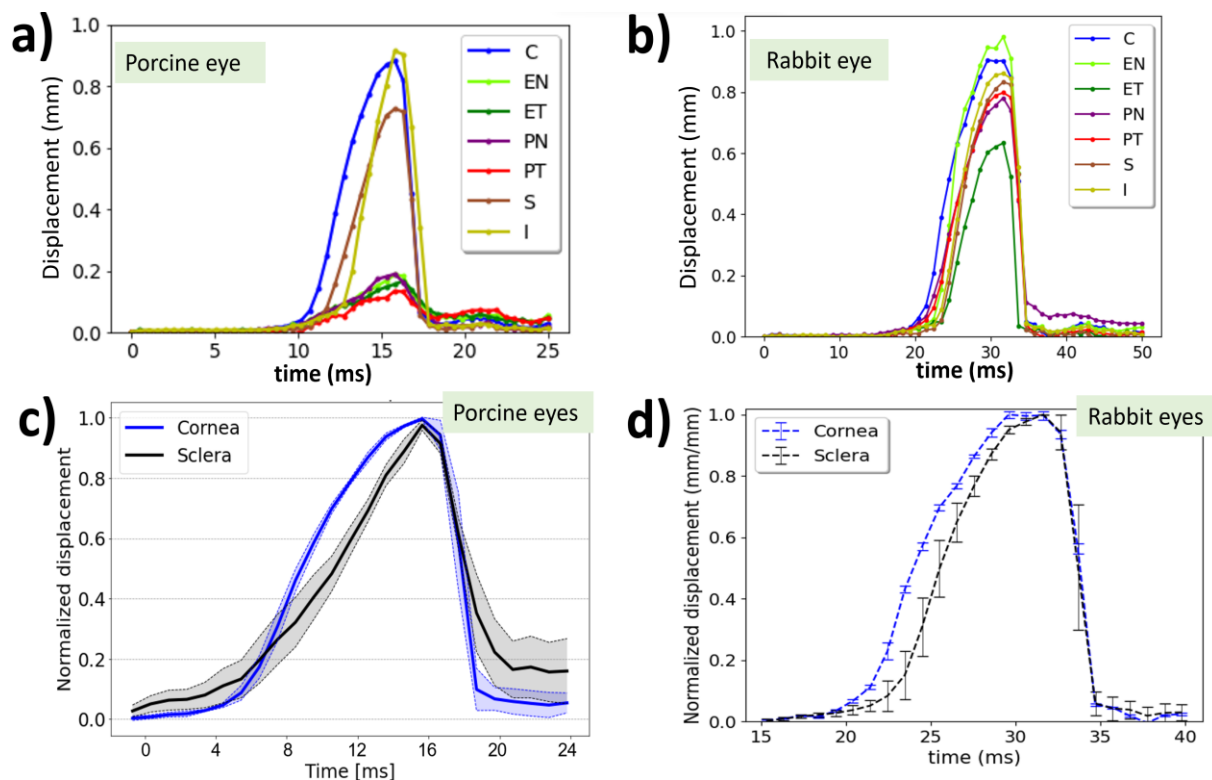 a)
Porcine eye
Displacement (mm)
1.0
0.8
0.6
0.4
0.2
0.0
C
EN
ET
PN
PT
S
I
0 5 10 15 20 25
time (ms)
b)
Rabbit eye
Displacement (mm)
1.0
0.8
0.6
0.4
0.2
0.0
C
EN
ET
PN
PT
S
I
0 10 20 30 40 50
time (ms)
c)
Porcine eyes
Normalized displacement
1.0
0.8
0.6
0.4
0.2
0.0
Cornea
Sclera
0 4 8 12 16 20 24
Time [ms]
d)
Rabbit eyes
Normalized displacement (mm/mm)
1.0
0.8
0.6
0.4
0.2
0.0
Cornea
Sclera
15 20 25 30 35 40
time (ms)